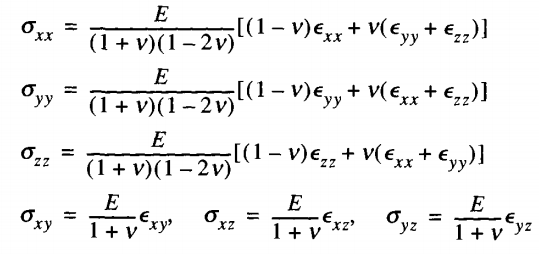 σ_xx = E/((1 + ν)(1 − 2ν)) [(1 − ν)ϵ_xx + ν(ϵ_yy + ϵ_zz)]
σ_yy = E/((1 + ν)(1 − 2ν)) [(1 − ν)ϵ_yy + ν(ϵ_xx + ϵ_zz)]
σ_zz = E/((1 + ν)(1 − 2ν)) [(1 − ν)ϵ_zz + ν(ϵ_xx + ϵ_yy)]
σ_xy = E/(1 + ν) ϵ_xy, σ_xz = E/(1 + ν) ϵ_xz, σ_yz = E/(1 + ν) ϵ_yz